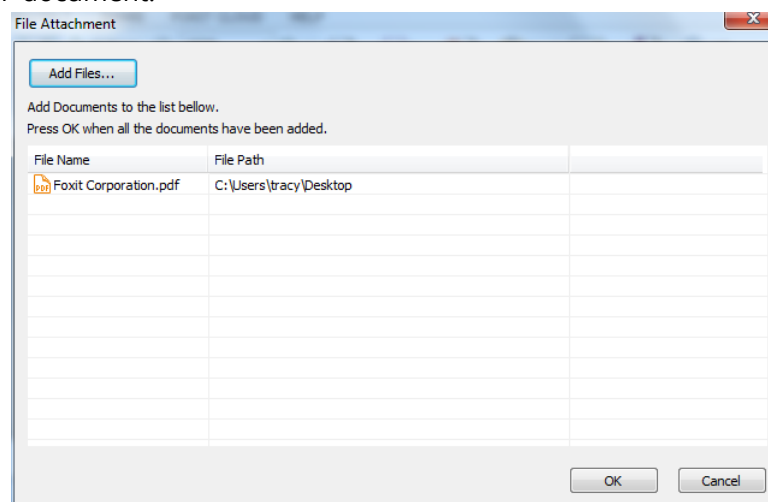 document.
File Attachment
Add Files...
Add Documents to the list bellow.
Press OK when all the documents have been added.
File Name File Path
Foxit Corporation.pdf C:\Users\tracy\Desktop
OK Cancel